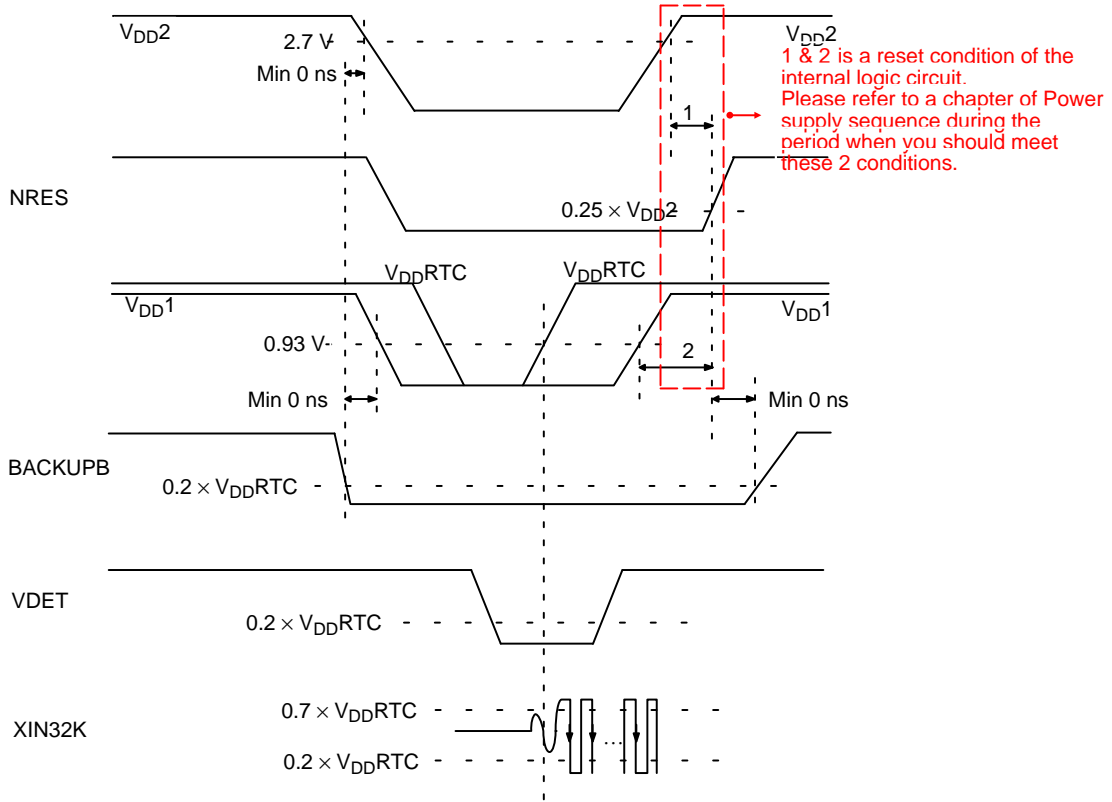 VDD2
VDD2
2.7 V
Min 0 ns
1 & 2 is a reset condition of the
internal logic circuit.
Please refer to a chapter of Power
supply sequence during the
period when you should meet
these 2 conditions.
1
NRES
0.25 × VDD2
VDDRTC
VDDRTC
VDD1
VDD1
0.93 V
2
Min 0 ns
Min 0 ns
BACKUPB
0.2 × VDDRTC
VDET
0.2 × VDDRTC
0.7 × VDDRTC
XIN32K
...
0.2 × VDDRTC